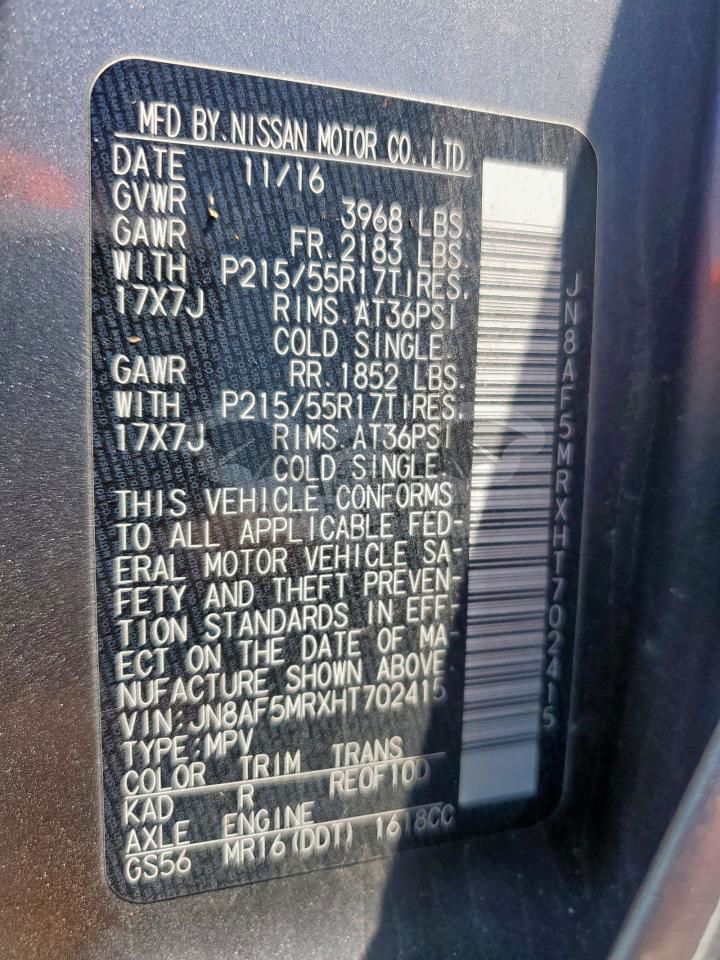 MFD BY.NISSAN MOTOR CO.,LTD.
DATE 11/16
GVWR 3968 LBS.
GAWR FR.2183 LBS.
WITH P215/55R17TIRES.
17X7J RIMS.AT36PSI
COLD SINGLE.
GAWR RR.1852 LBS.
WITH P215/55R17TIRES.
17X7J RIMS.AT36PSI
COLD SINGLE.
THIS VEHICLE CONFORMS
TO ALL APPLICABLE FED-
ERAL MOTOR VEHICLE SA-
FETY AND THEFT PREVEN-
TION STANDARDS IN EFF-
ECT ON THE DATE OF MA-
NUFACTURE SHOWN ABOVE
VIN:JN8AF5MRXHT702415
TYPE:MPV
COLOR TRIM TRANS
KAD R RE0F10D
AXLE ENGINE
GS56 MR16(DDT) 1618CC
JN8AF5MRXHT702415